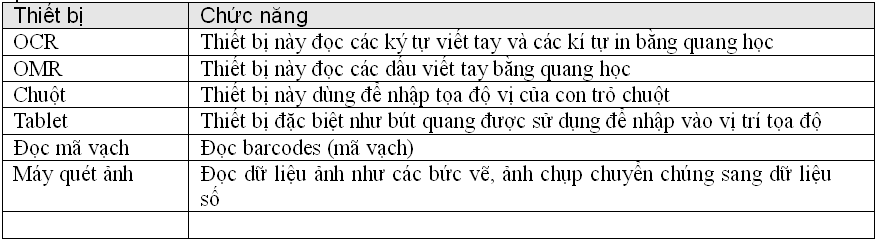 Thiết bị Chức năng
OCR Thiết bị này đọc các ký tự viết tay và các kí tự in bằng quang học
OMR Thiết bị này đọc các dấu viết tay bằng quang học
Chuột Thiết bị này dùng để nhập tọa độ vị của con trỏ chuột
Tablet Thiết bị đặc biệt như bút quang được sử dụng để nhập vào vị trí tọa độ
Đọc mã vạch Đọc barcodes (mã vạch)
Máy quét ảnh Đọc dữ liệu ảnh như các bức vẽ, ảnh chụp chuyển chúng sang dữ liệu
số